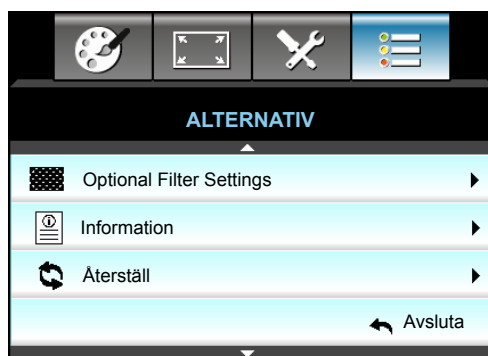 ALTERNATIV
Optional Filter Settings
Information
Återställ
Avsluta